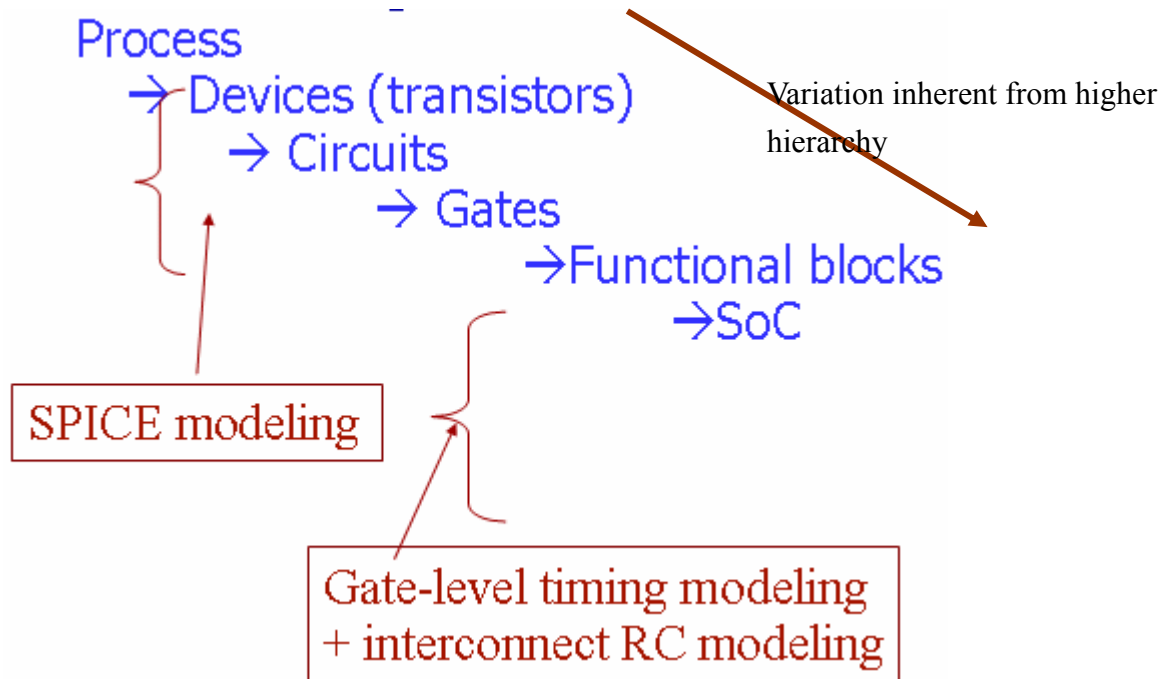 Process
→ Devices (transistors)
→ Circuits
→ Gates
→Functional blocks
→SoC
Variation inherent from higher
hierarchy
SPICE modeling
Gate-level timing modeling
+ interconnect RC modeling